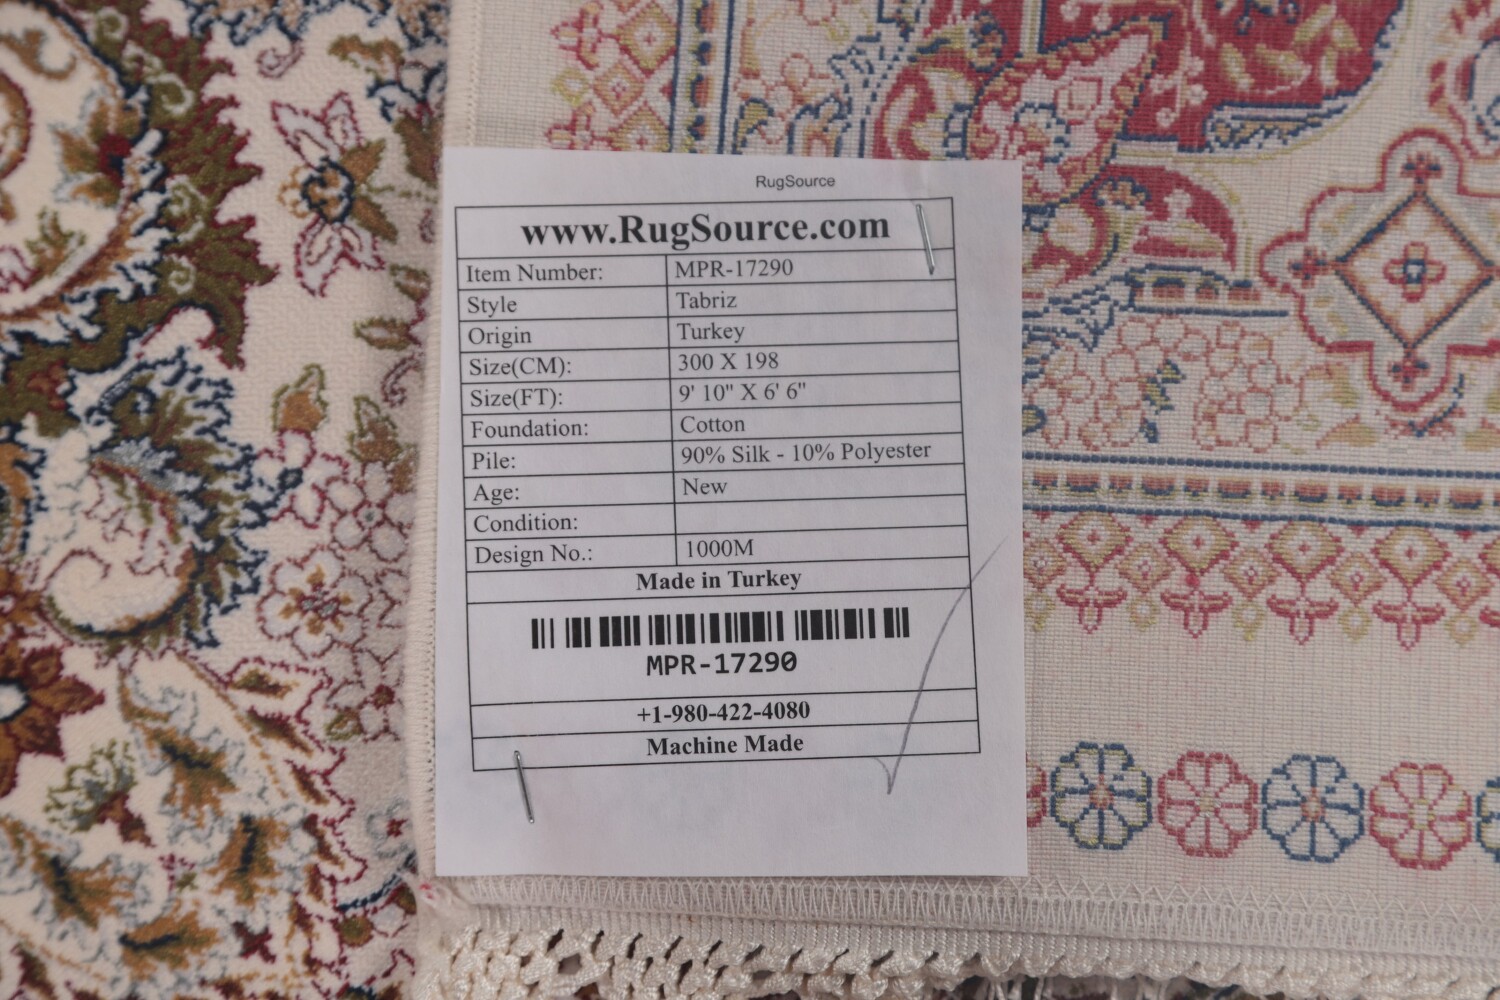 RugSource
www.RugSource.com
Item Number: MPR-17290
Style Tabriz
Origin Turkey
Size(CM): 300 X 198
Size(FT): 9' 10" X 6' 6"
Foundation: Cotton
Pile: 90% Silk - 10% Polyester
Age: New
Condition:
Design No.: 1000M
Made in Turkey
MPR-17290
+1-980-422-4080
Machine Made